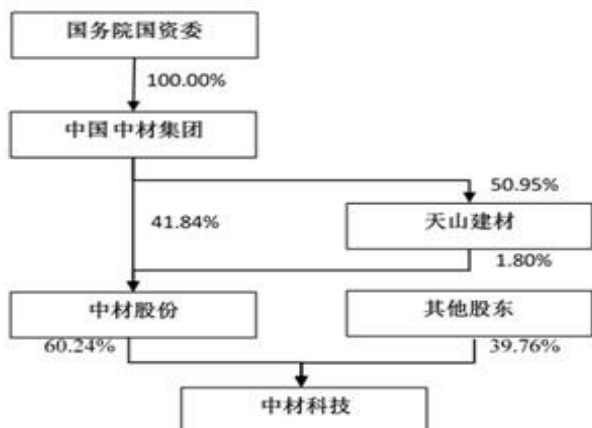 国务院国资委
100.00%
中国中材集团
50.95%
41.84%
天山建材
1.80%
中材股份
其他股东
60.24%
39.76%
中材科技